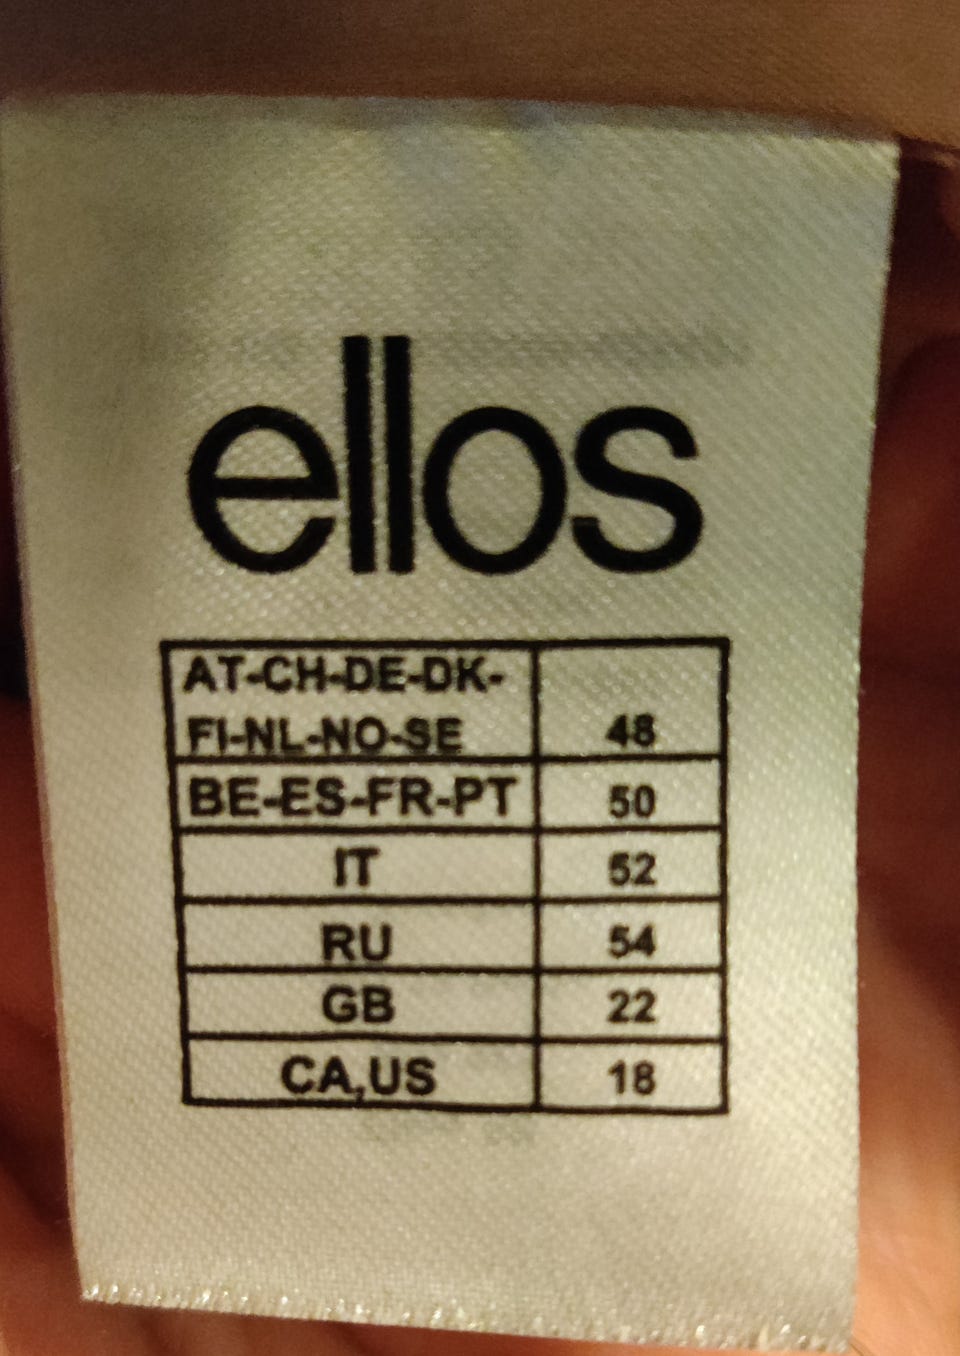 ellos
AT-CH-DE-DK-
FI-NL-NO-SE 48
BE-ES-FR-PT 50
IT 52
RU 54
GB 22
CA,US 18